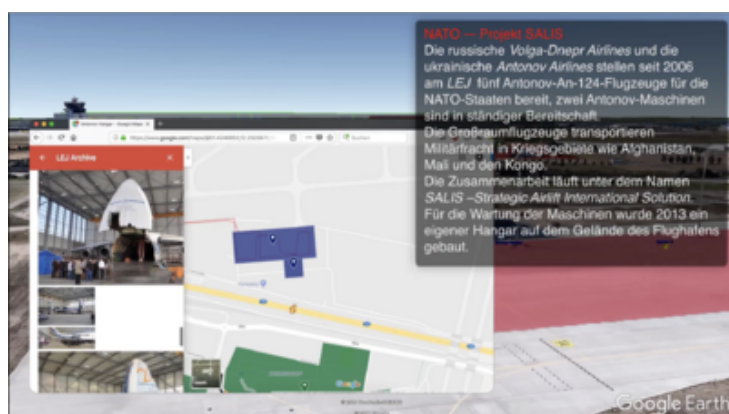 NATO — Projekt SALIS
Die russische Volga-Dnepr Airlines und die
ukrainische Antonov Airlines stellen seit 2006
am LEJ fünf Antonov-An-124-Flugzeuge für die
NATO-Staaten bereit, zwei Antonov-Maschinen
sind in ständiger Bereitschaft.
Die Großraumflugzeuge transportieren
Militärfracht in Kriegsgebiete wie Afghanistan,
Mali und den Kongo.
Die Zusammenarbeit läuft unter dem Namen
SALIS –Strategic Airlift International Solution.
Für die Wartung der Maschinen wurde 2013 ein
eigener Hangar auf dem Gelände des Flughafens
gebaut.
LEJ Archive
Google
Google Earth